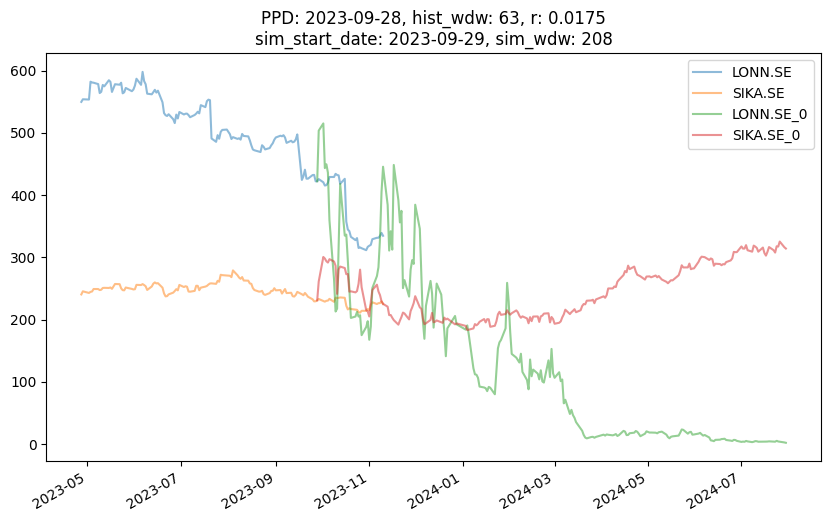 PPD: 2023-09-28, hist_wdw: 63, r: 0.0175
sim_start_date: 2023-09-29, sim_wdw: 208
LONN.SE
SIKA.SE
LONN.SE_0
SIKA.SE_0
600
500
400
300
200
100
0
2023-05
2023-07
2023-09
2023-11
2024-01
2024-03
2024-05
2024-07